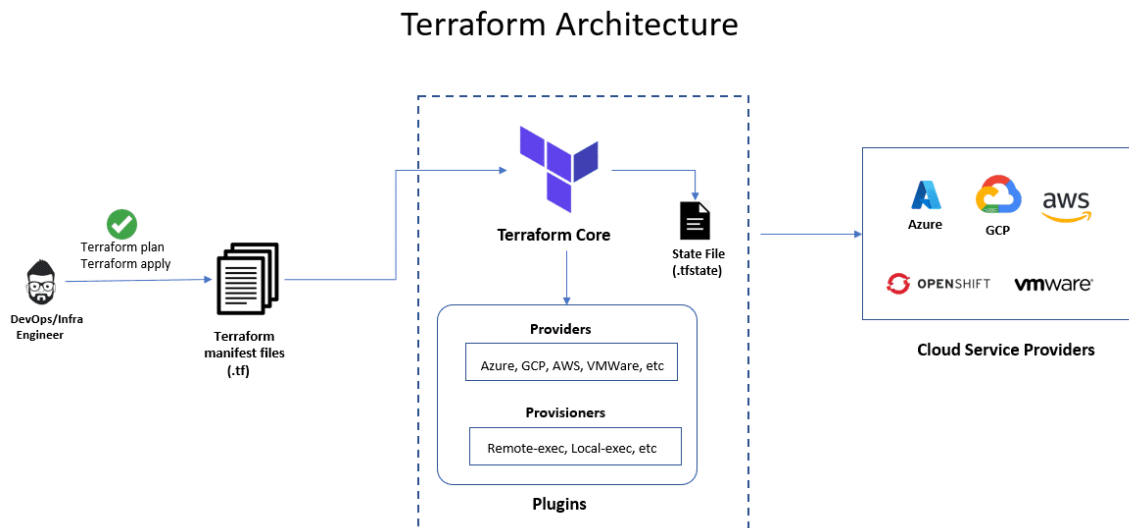 Terraform Architecture
Terraform plan
Terraform apply
DevOps/Infra
Engineer
Terraform
manifest files
(.tf)
Terraform Core
State File
(.tfstate)
Providers
Azure, GCP, AWS, VMWare, etc
Provisioners
Remote-exec, Local-exec, etc
Plugins
Azure
GCP
aws
OPENSHIFT
vmware®
Cloud Service Providers